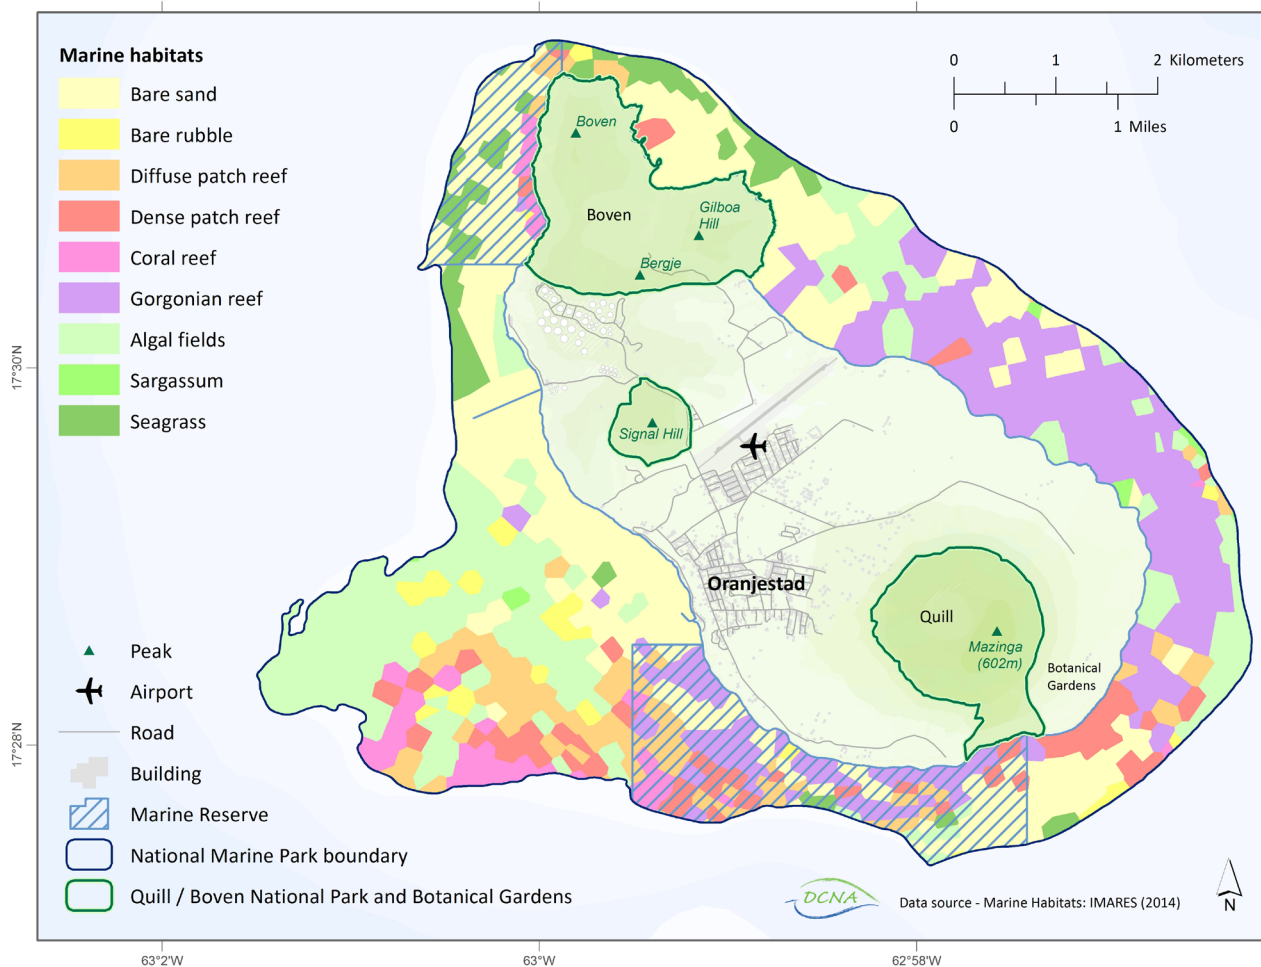 Marine habitats
Bare sand
Bare rubble
Diffuse patch reef
Dense patch reef
Coral reef
Gorgonian reef
Algal fields
Sargassum
Seagrass
Peak
Airport
Road
Building
Marine Reserve
National Marine Park boundary
Quill / Boven National Park and Botanical Gardens
0 1 2 Kilometers
0 1 Miles
Boven
Boven
Gilboa
Hill
Bergje
Signal Hill
Oranjestad
Quill
Mazinga
(602m)
Botanical
Gardens
17°30'N
17°28'N
63°2'W
63°W
62°58'W
DCNA
Data source - Marine Habitats: IMARES (2014)
N